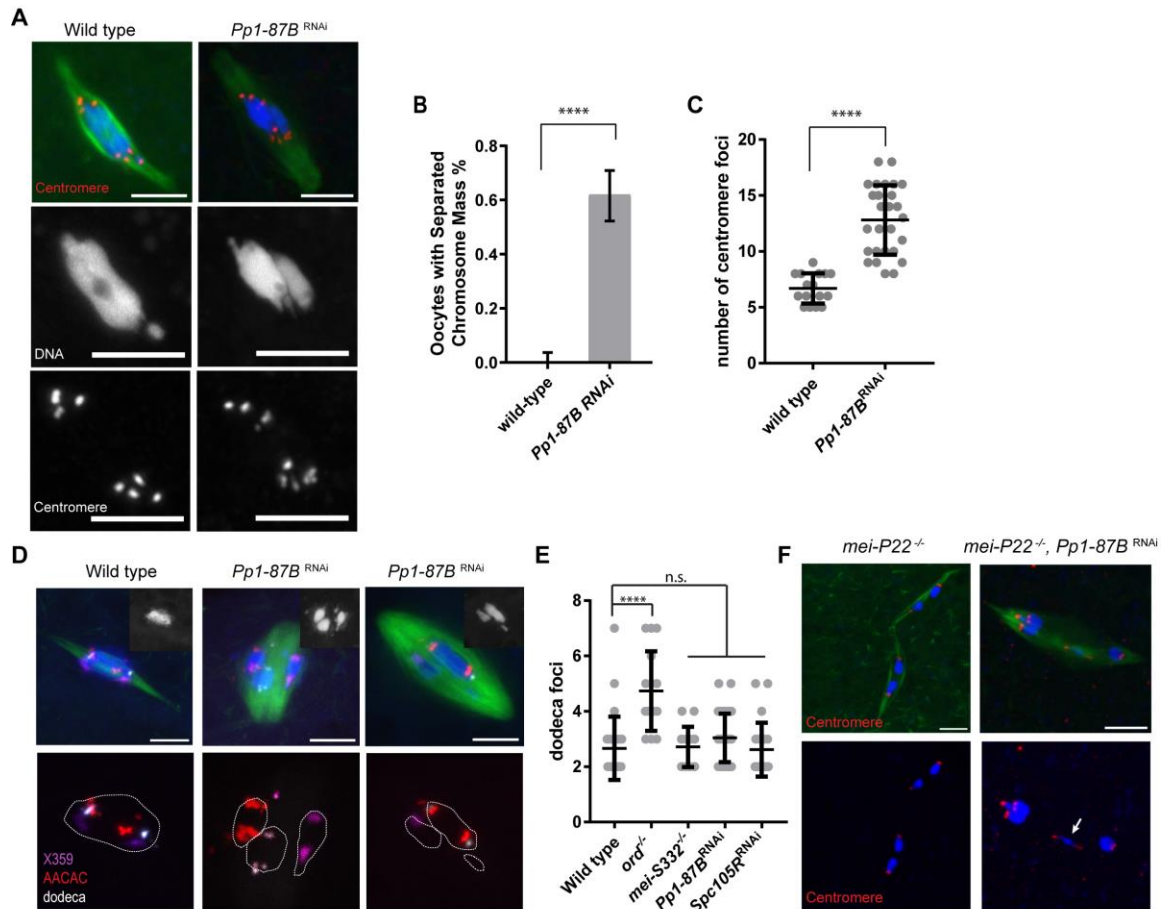 A
Wild type
Pp1-87B RNAi
Centromere
DNA
Centromere
B
Oocytes with Separated
Chromosome Mass %
0.8
0.6
0.4
0.2
0.0
****
wild-type
Pp1-87B RNAi
C
number of centromere foci
20
15
10
5
0
****
wild type
Pp1-87B RNAi
D
Wild type
Pp1-87B RNAi
Pp1-87B RNAi
X359
AACAC
dodeca
E
dodeca foci
8
6
4
2
0
n.s.
****
Wild type
ord-/-
mei-S332-/-
Pp1-87B RNAi
Spc105R RNAi
F
mei-P22 -/-
mei-P22 -/-, Pp1-87B RNAi
Centromere
Centromere